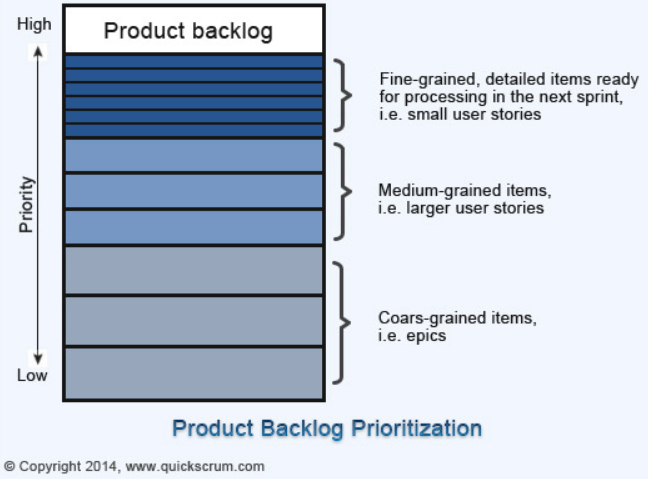 High
Product backlog
Fine-grained, detailed items ready
for processing in the next sprint,
i.e. small user stories
Priority
Medium-grained items,
i.e. larger user stories
Coars-grained items,
i.e. epics
Low
Product Backlog Prioritization
© Copyright 2014, www.quickscrum.com